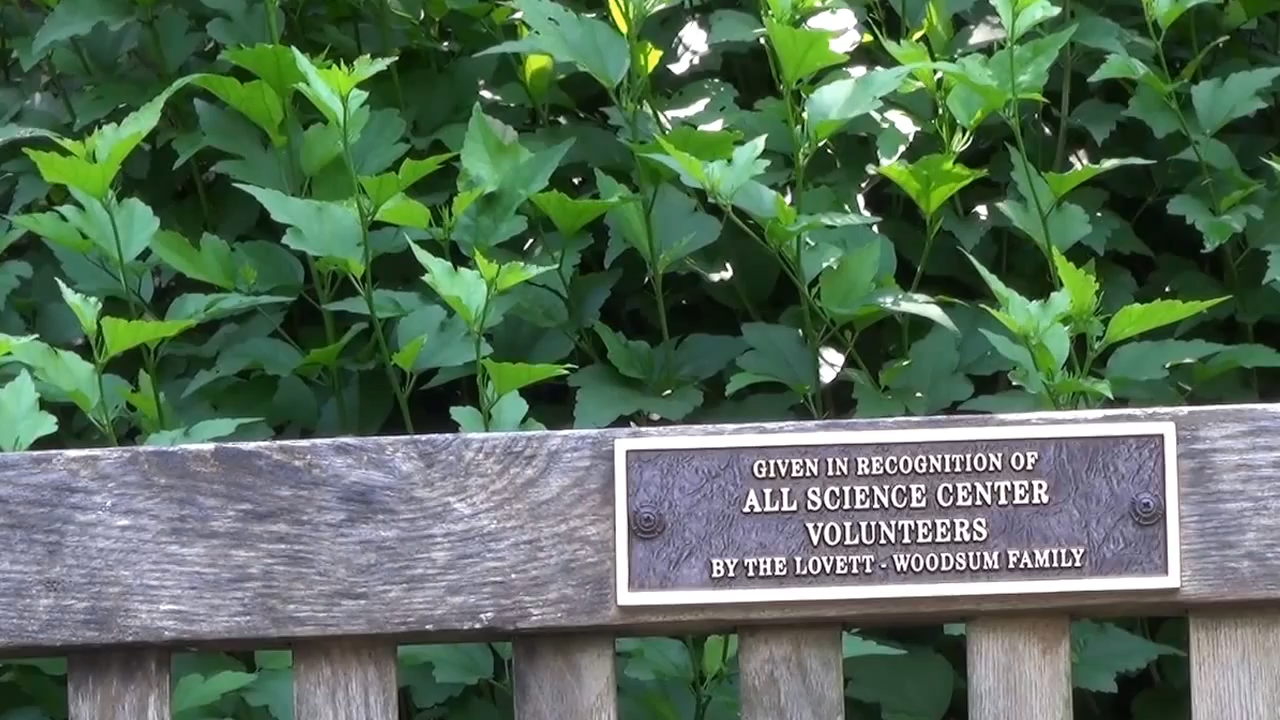 GIVEN IN RECOGNITION OF
ALL SCIENCE CENTER
VOLUNTEERS
BY THE LOVETT - WOODSUM FAMILY